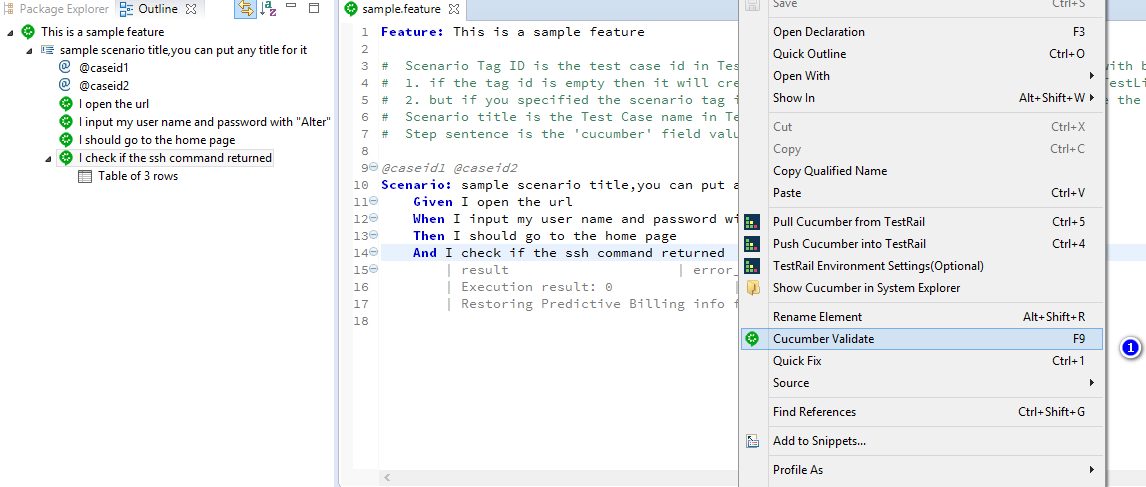 Package Explorer
Outline
This is a sample feature
sample scenario title,you can put any title for it
@caseid1
@caseid2
I open the url
I input my user name and password with "Alter"
I should go to the home page
I check if the ssh command returned
Table of 3 rows
sample.feature
1 Feature: This is a sample feature
2
3 #  Scenario Tag ID is the test case id in Tes
with b
4 #  1. if the tag id is empty then it will cre
TestLi
5 #  2. but if you specified the scenario tag i
e the
6 #  Scenario title is the Test Case name in Te
7 #  Step sentence is the 'cucumber' field valu
8
9 @caseid1 @caseid2
10 Scenario: sample scenario title,you can put a
11 Given I open the url
12 When I input my user name and password wi
13 Then I should go to the home page
14 And I check if the ssh command returned
15 | result | error_
16 | Execution result: 0 |
17 | Restoring Predictive Billing info f
18
Save Ctrl+S
Open Declaration F3
Quick Outline Ctrl+O
Open With
Show In Alt+Shift+W
Cut Ctrl+X
Copy Ctrl+C
Copy Qualified Name
Paste Ctrl+V
Pull Cucumber from TestRail Ctrl+5
Push Cucumber into TestRail Ctrl+4
TestRail Environment Settings(Optional)
Show Cucumber in System Explorer
Rename Element Alt+Shift+R
Cucumber Validate F9
1
Quick Fix Ctrl+1
Source
Find References Ctrl+Shift+G
Add to Snippets...
Profile As